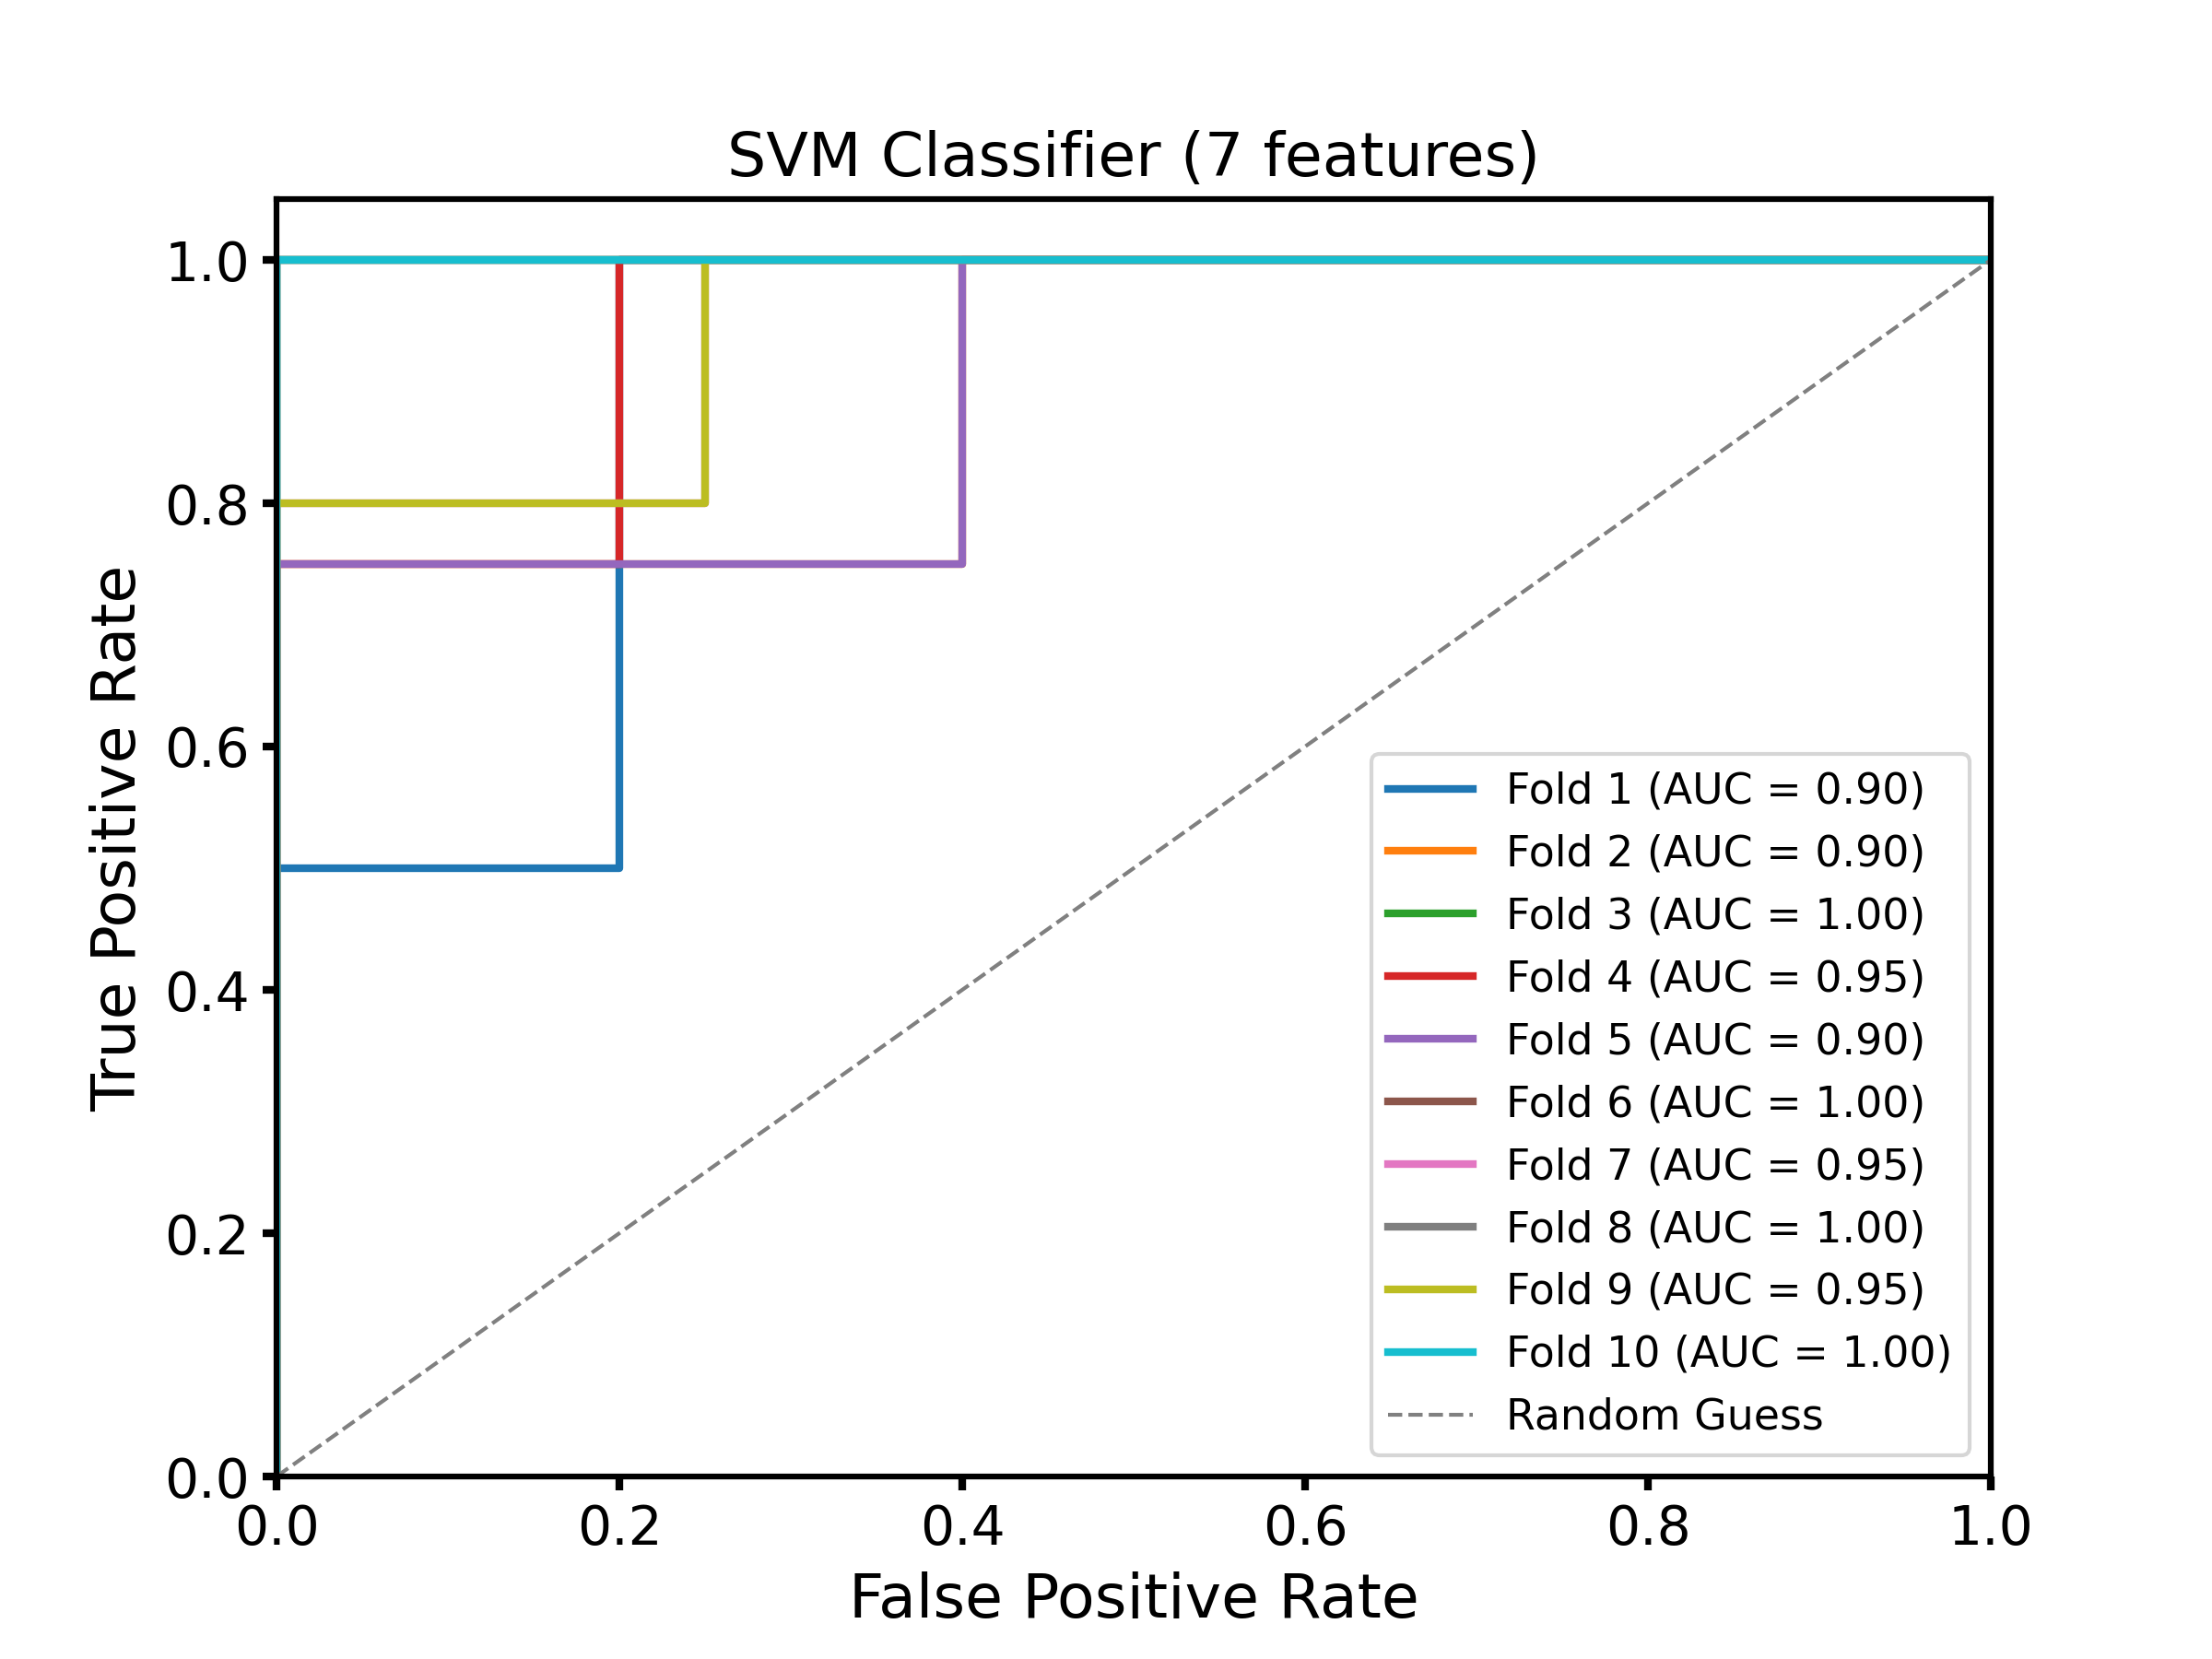 SVM Classifier (7 features)
True Positive Rate
1.0
0.8
0.6
0.4
0.2
0.0
0.0 0.2 0.4 0.6 0.8 1.0
False Positive Rate
Fold 1 (AUC = 0.90)
Fold 2 (AUC = 0.90)
Fold 3 (AUC = 1.00)
Fold 4 (AUC = 0.95)
Fold 5 (AUC = 0.90)
Fold 6 (AUC = 1.00)
Fold 7 (AUC = 0.95)
Fold 8 (AUC = 1.00)
Fold 9 (AUC = 0.95)
Fold 10 (AUC = 1.00)
Random Guess